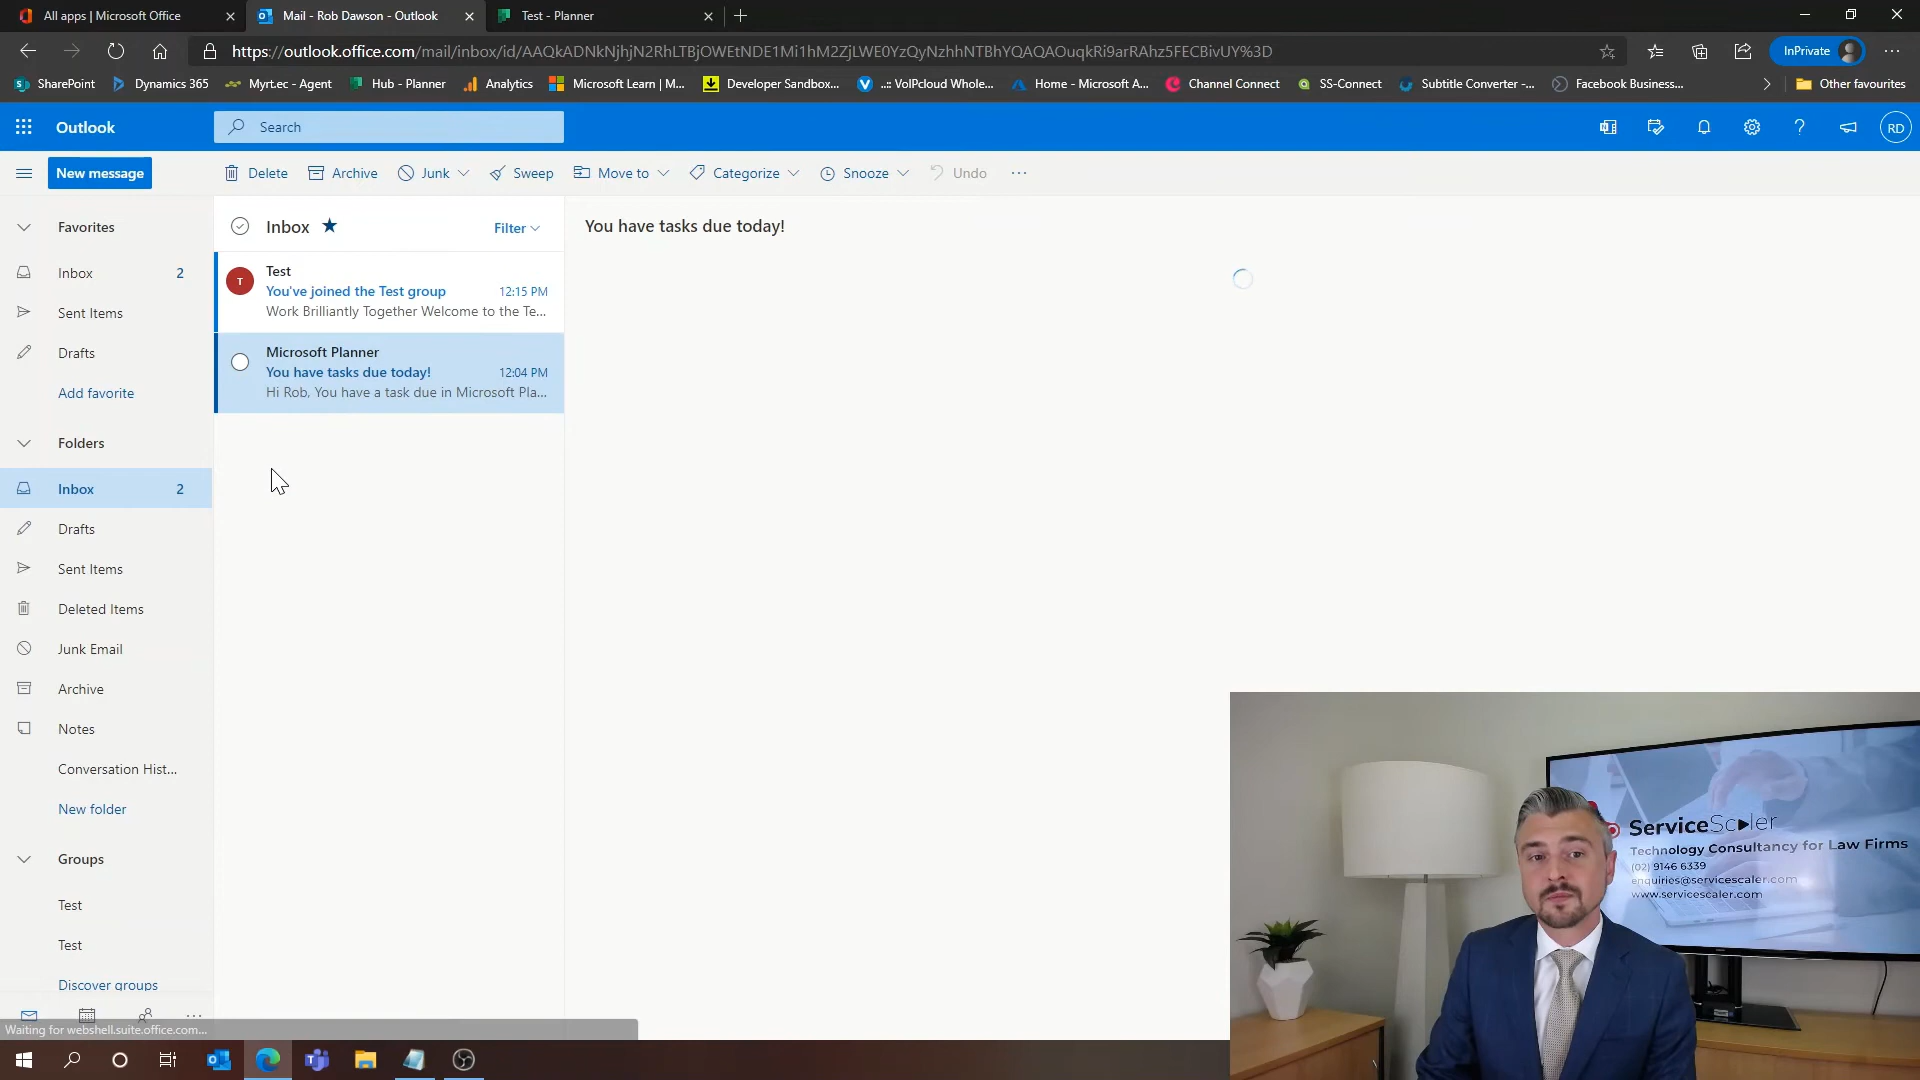 All apps | Microsoft Office
Mail - Rob Dawson - Outlook
Test - Planner
https://outlook.office.com/mail/inbox/id/AAQkADNkNjhjN2RhLTBjOWEtNDE1Mi1hM2ZjLWE0YzQyNzhhNTBhYQAQAOuqkRi9arRAhz5FECBivUY%3D
InPrivate
SharePoint
Dynamics 365
Myrt.ec - Agent
Hub - Planner
Analytics
Microsoft Learn | M...
Developer Sandbox...
..:: VoIPcloud Whole...
Home - Microsoft A...
Channel Connect
SS-Connect
Subtitle Converter -...
Facebook Business...
Other favourites
Outlook
Search
RD
New message
Delete
Archive
Junk
Sweep
Move to
Categorize
Snooze
Undo
Favorites
Inbox 2
Sent Items
Drafts
Add favorite
Folders
Inbox 2
Drafts
Sent Items
Deleted Items
Junk Email
Archive
Notes
Conversation Hist...
New folder
Groups
Test
Test
Discover groups
Waiting for webshell.suite.office.com...
Inbox
Filter
T
Test
You've joined the Test group 12:15 PM
Work Brilliantly Together Welcome to the Te...
Microsoft Planner
You have tasks due today! 12:04 PM
Hi Rob, You have a task due in Microsoft Pla...
You have tasks due today!
ServiceScaler
Technology Consultancy for Law Firms
(02) 9146 6339
enquiries@servicescaler.com
www.servicescaler.com